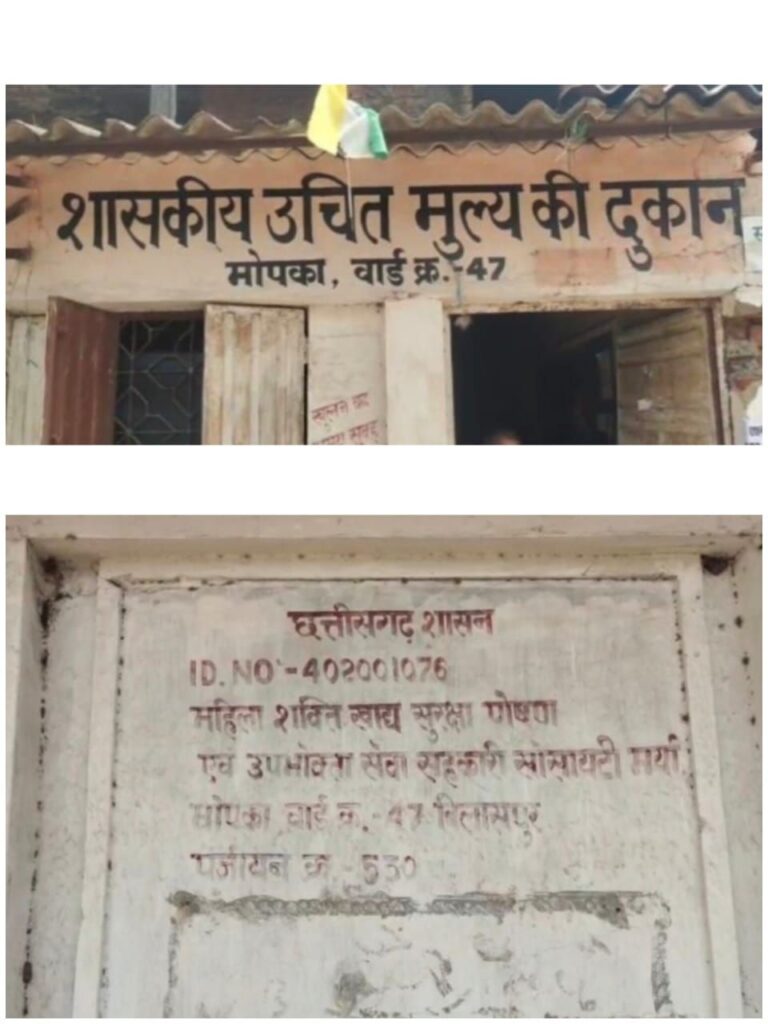 शासकीय उचित मुल्य की दुकान
मोपका, वार्ड क्र.-47
छत्तीसगढ़ शासन
ID. NO-402001076
महिला शक्ति खाद्य सुरक्षा पोषण
एवं उपभोक्ता सेवा सहकारी सोसायटी मर्या.
मोपका वार्ड क्र.-47 बिलासपुर
पंजीयन क्र.-530